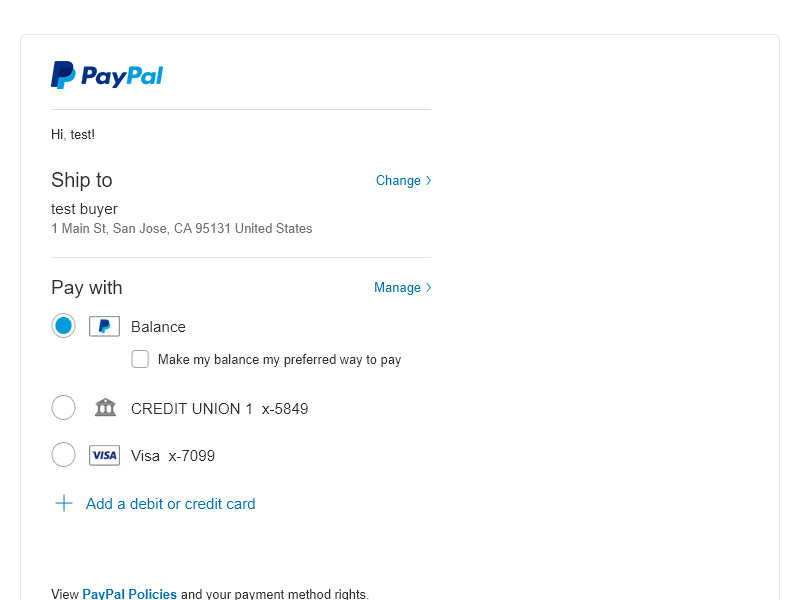 PayPal
Hi, test!
Ship to
Change
test buyer
1 Main St, San Jose, CA 95131 United States
Pay with
Manage
Balance
Make my balance my preferred way to pay
CREDIT UNION 1 x-5849
VISA Visa x-7099
Add a debit or credit card
View PayPal Policies and your payment method rights.